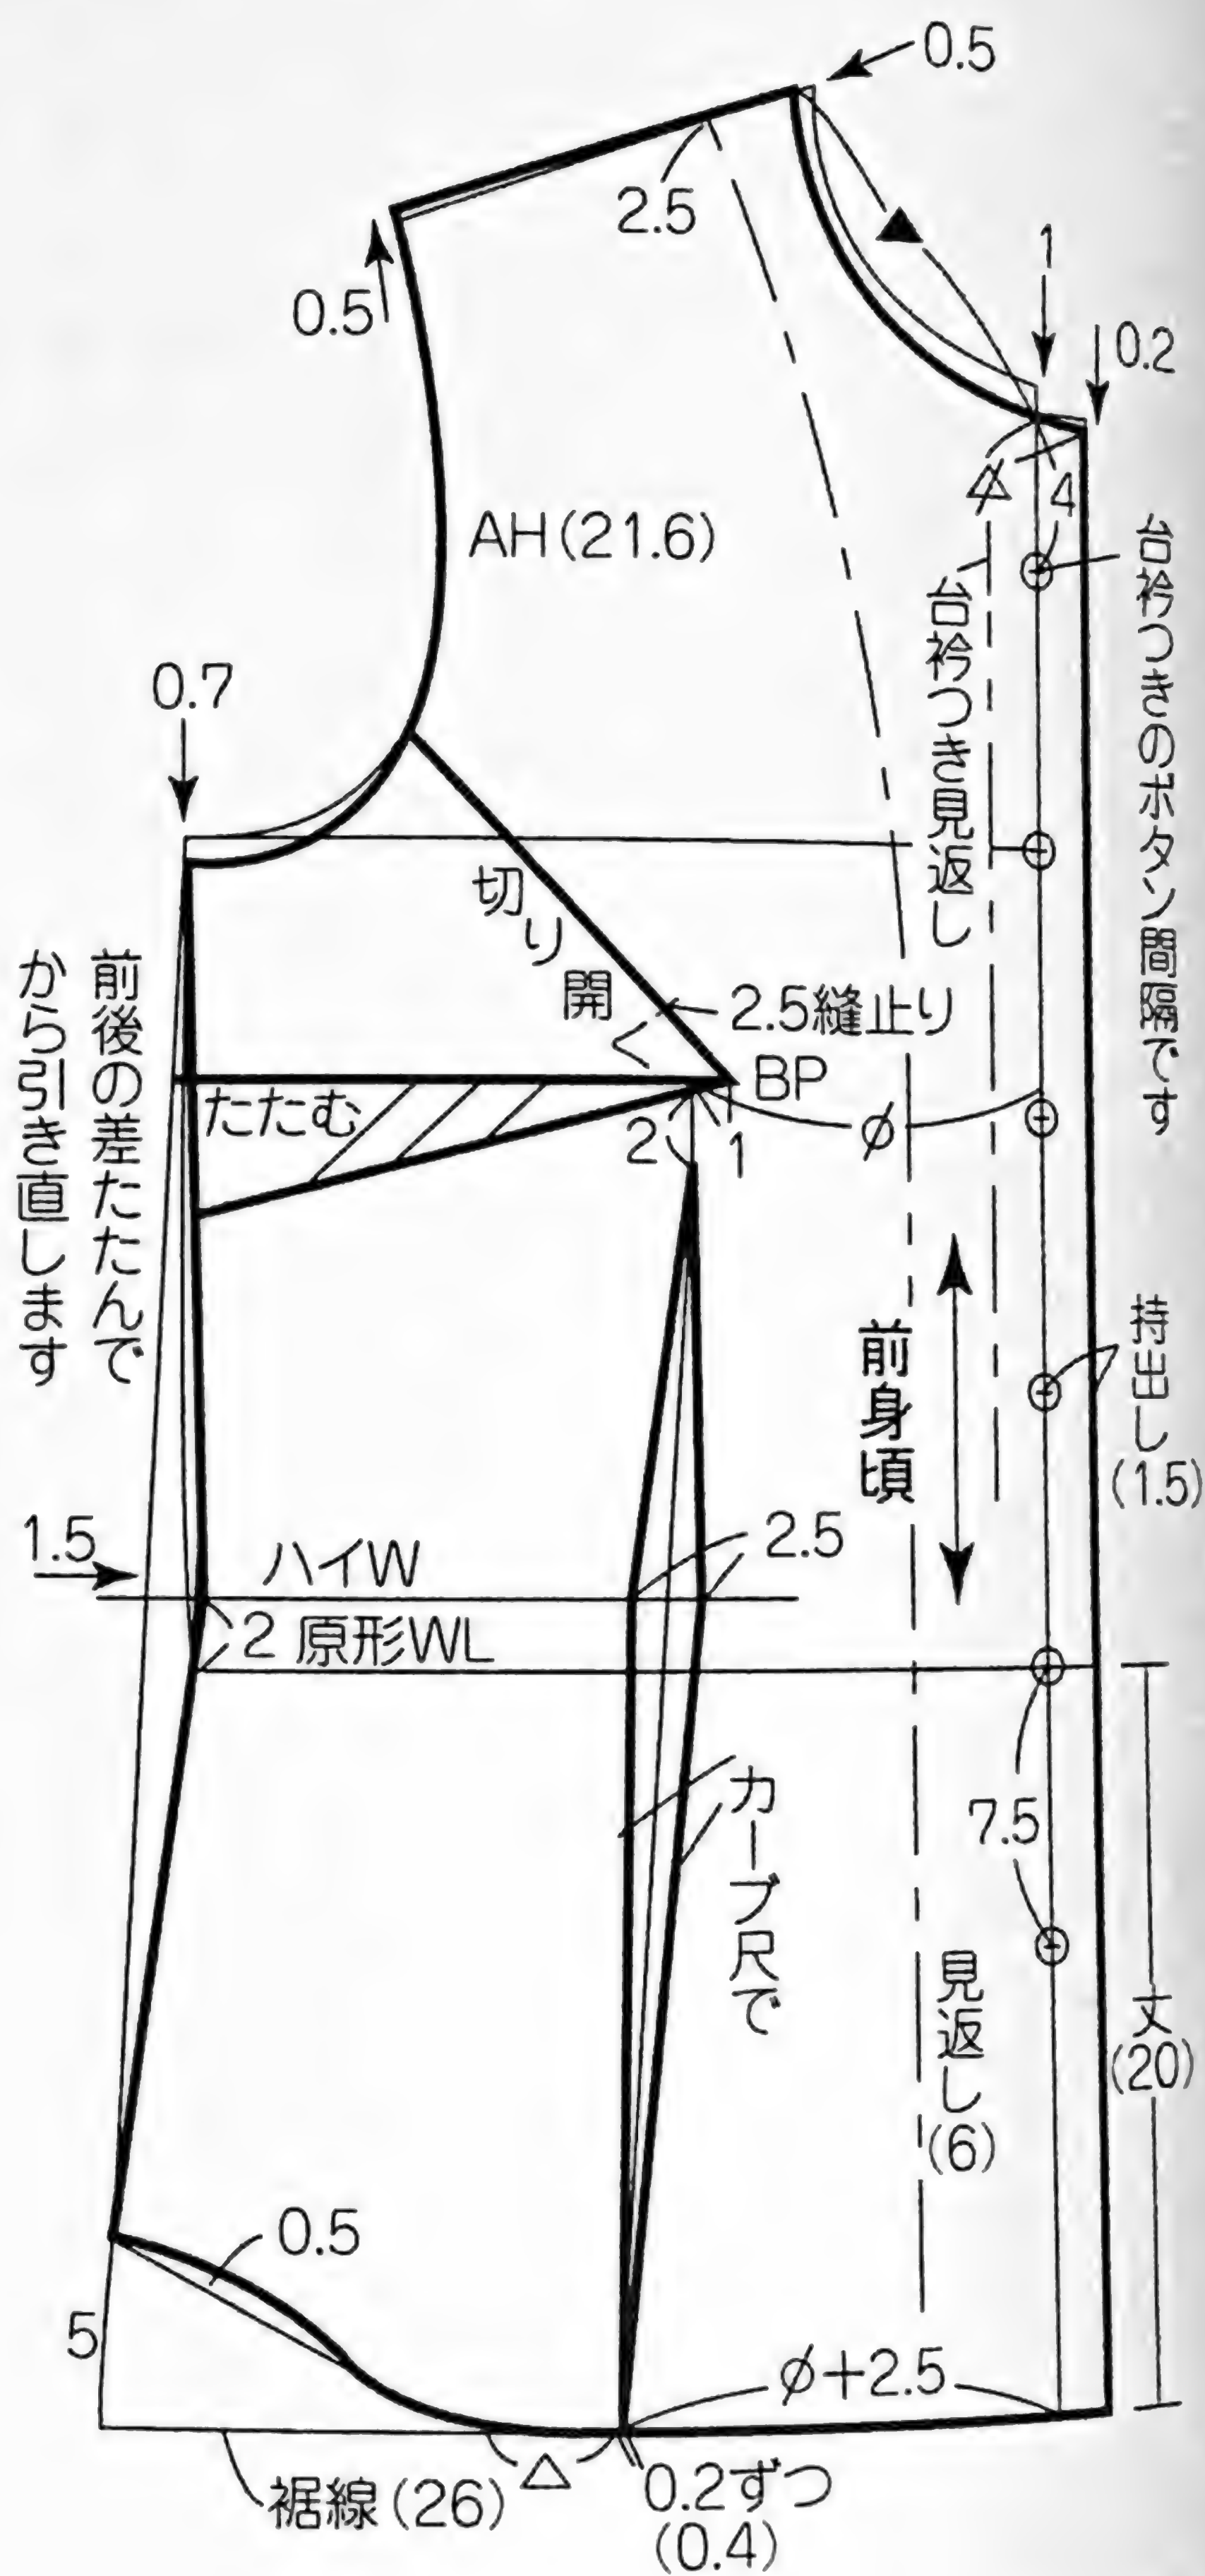 0.5
2.5
0.5
▲
1
0.2
4
AH(21.6)
台衿つき見返し
台衿つきのボタン間隔です
0.7
切り開く
2.5縫止り
BP
たたむ
2
1
φ
前後の差たたんで
から引き直します
前身頃
持出し
(1.5)
1.5
ハイW
2.5
2 原形WL
カーブ尺で
7.5
見返し
(6)
丈
(20)
0.5
5
φ+2.5
裾線(26)
△
0.2ずつ
(0.4)